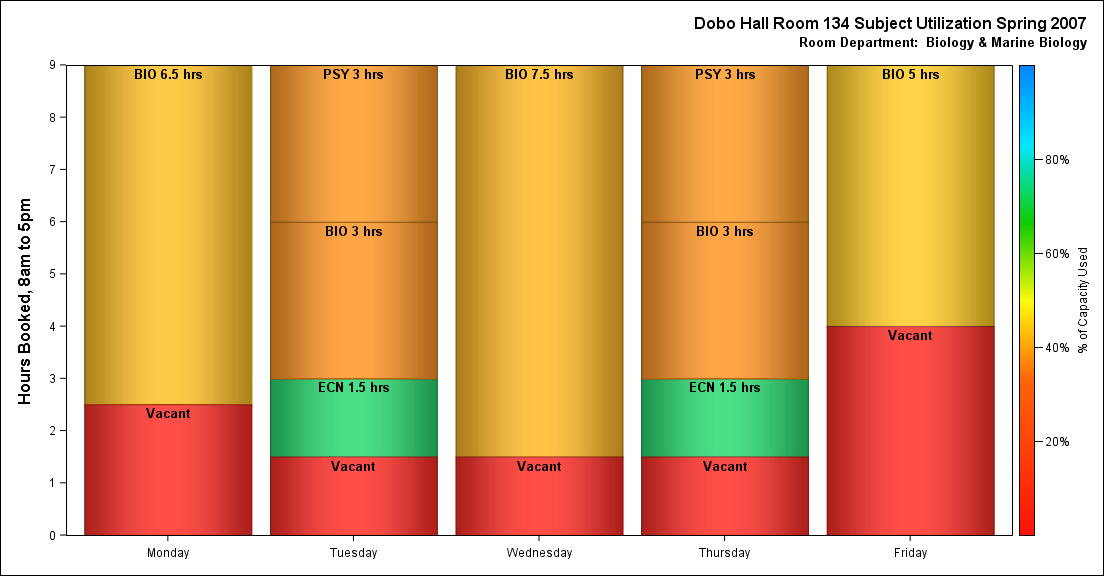 Dobo Hall Room 134 Subject Utilization Spring 2007
Room Department:  Biology & Marine Biology
Hours Booked, 8am to 5pm
9
8
7
6
5
4
3
2
1
0
BIO 6.5 hrs
Vacant
PSY 3 hrs
BIO 3 hrs
ECN 1.5 hrs
Vacant
BIO 7.5 hrs
Vacant
PSY 3 hrs
BIO 3 hrs
ECN 1.5 hrs
Vacant
BIO 5 hrs
Vacant
Monday
Tuesday
Wednesday
Thursday
Friday
80%
60%
40%
20%
% of Capacity Used